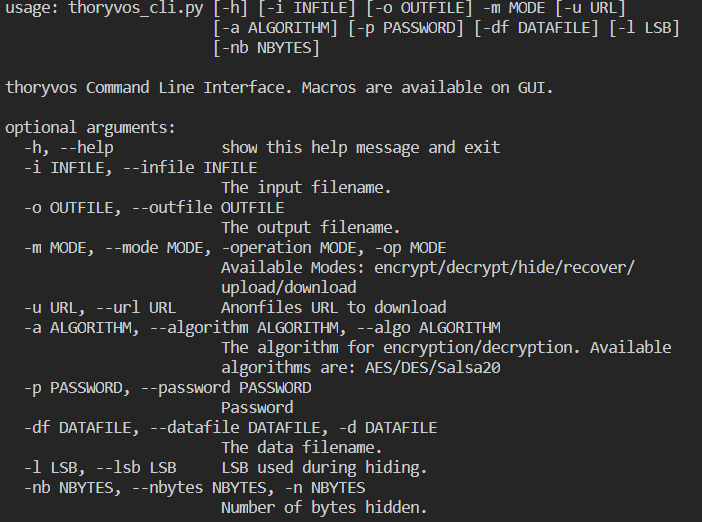 usage: thoryvos_cli.py [-h] [-i INFILE] [-o OUTFILE] -m MODE [-u URL]
[-a ALGORITHM] [-p PASSWORD] [-df DATAFILE] [-l LSB]
[-nb NBYTES]
thoryvos Command Line Interface. Macros are available on GUI.
optional arguments:
-h, --help show this help message and exit
-i INFILE, --infile INFILE
The input filename.
-o OUTFILE, --outfile OUTFILE
The output filename.
-m MODE, --mode MODE, -operation MODE, -op MODE
Available Modes: encrypt/decrypt/hide/recover/
upload/download
-u URL, --url URL Anonfiles URL to download
-a ALGORITHM, --algorithm ALGORITHM, --algo ALGORITHM
The algorithm for encryption/decryption. Available
algorithms are: AES/DES/Salsa20
-p PASSWORD, --password PASSWORD
Password
-df DATAFILE, --datafile DATAFILE, -d DATAFILE
The data filename.
-l LSB, --lsb LSB LSB used during hiding.
-nb NBYTES, --nbytes NBYTES, -n NBYTES
Number of bytes hidden.